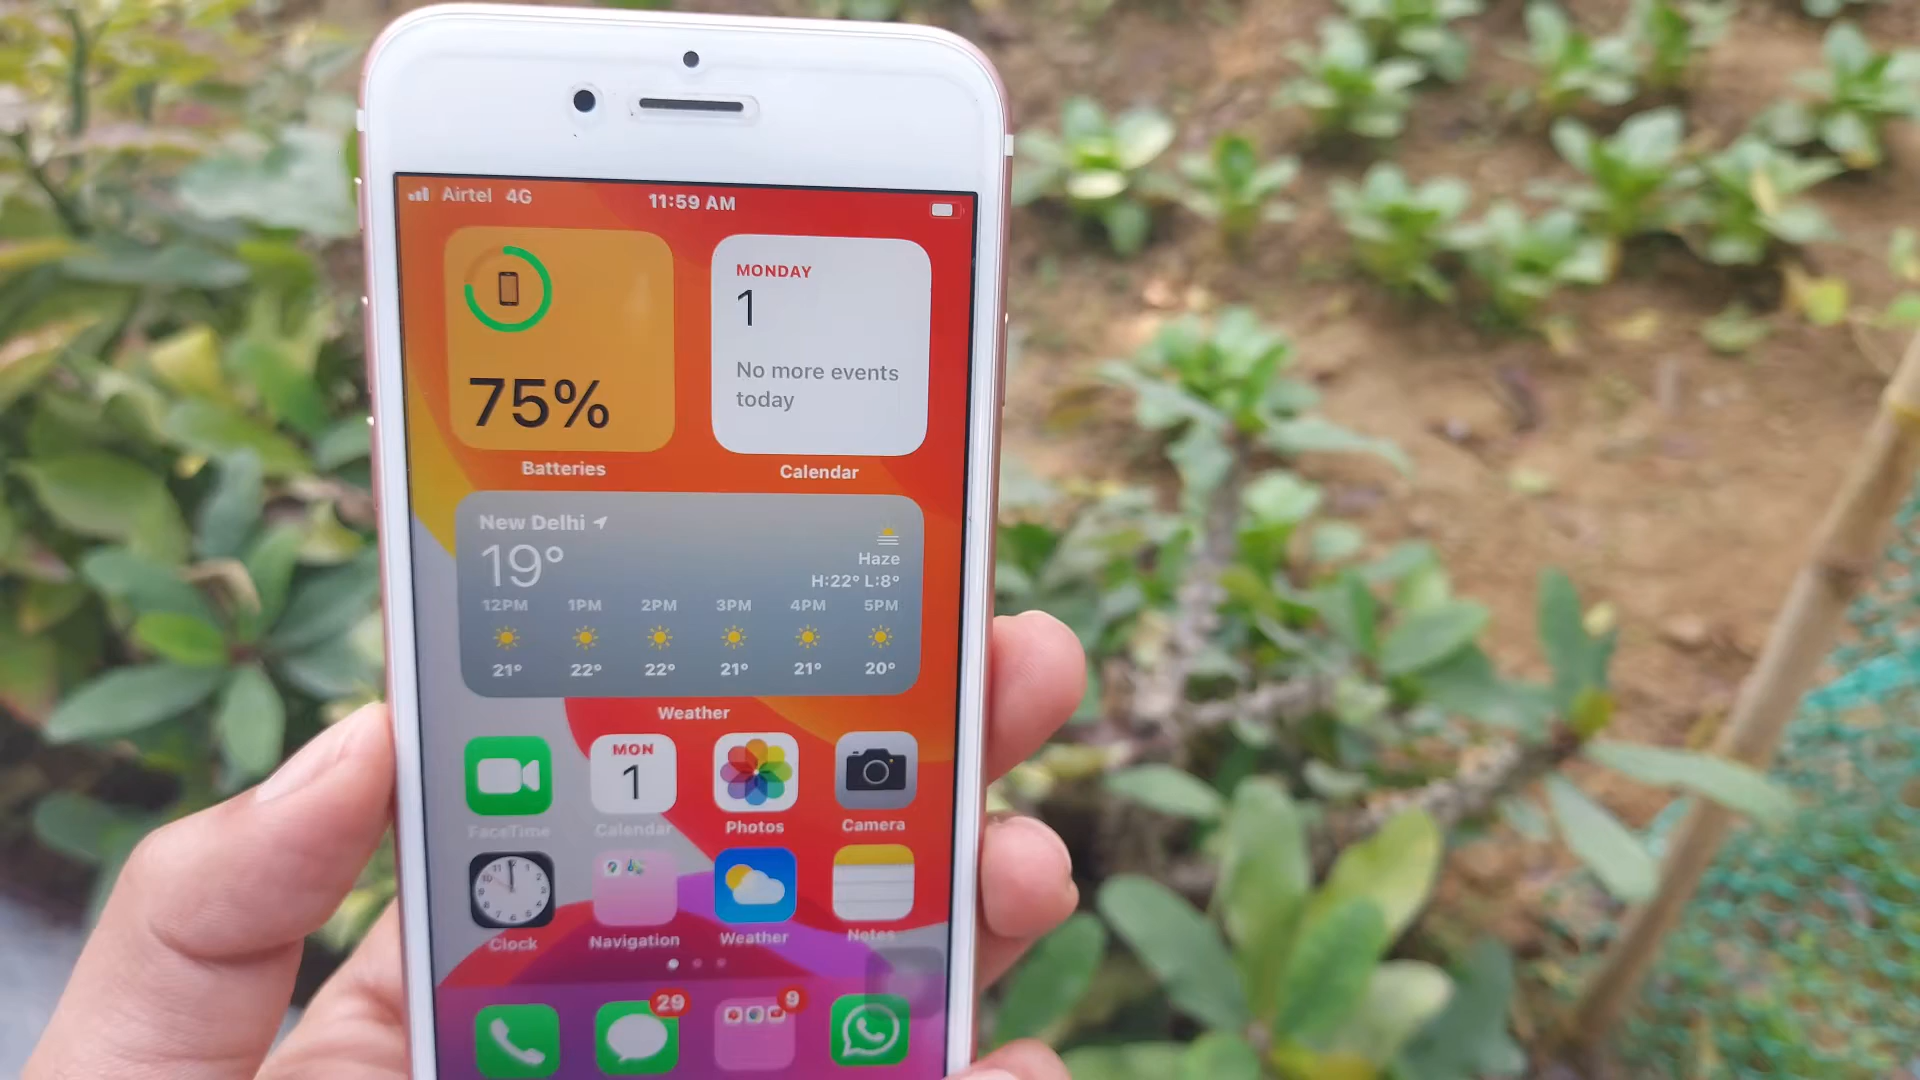 Airtel 4G 11:59 AM
75%
Batteries
MONDAY
1
No more events
today
Calendar
New Delhi
19°
Haze
H:22° L:8°
12PM 1PM 2PM 3PM 4PM 5PM
21° 22° 22° 21° 21° 20°
Weather
MON
1
FaceTime Calendar Photos Camera
Clock Navigation Weather Notes
29 9